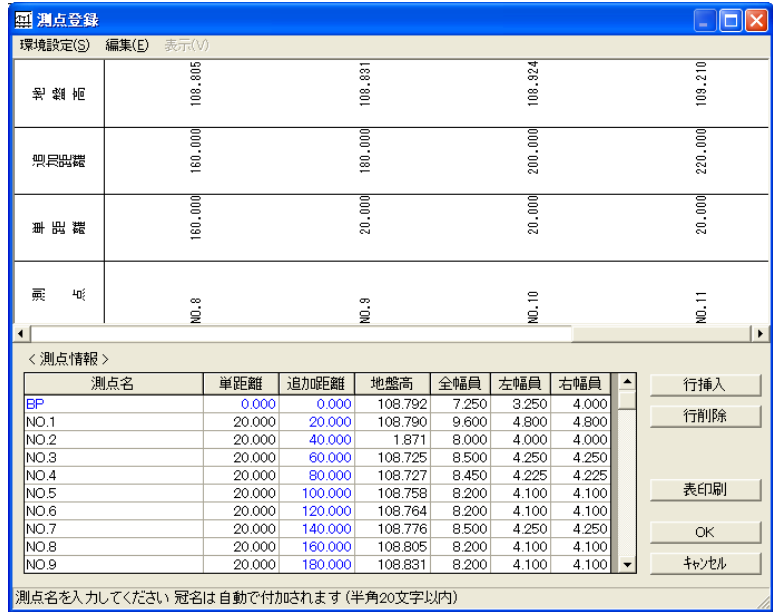 測点登録
環境設定(S) 編集(E) 表示(V)
地盤高 108.805 108.831 108.924 109.210
追加距離 160.000 180.000 200.000 220.000
単距離 160.000 20.000 20.000 20.000
測点 NO.8 NO.9 NO.10 NO.11
<測点情報>
測点名 単距離 追加距離 地盤高 全幅員 左幅員 右幅員
BP 0.000 0.000 108.792 7.250 3.250 4.000
NO.1 20.000 20.000 108.790 9.600 4.800 4.800
NO.2 20.000 40.000 1.871 8.000 4.000 4.000
NO.3 20.000 60.000 108.725 8.500 4.250 4.250
NO.4 20.000 80.000 108.727 8.450 4.225 4.225
NO.5 20.000 100.000 108.758 8.200 4.100 4.100
NO.6 20.000 120.000 108.764 8.200 4.100 4.100
NO.7 20.000 140.000 108.776 8.500 4.250 4.250
NO.8 20.000 160.000 108.805 8.200 4.100 4.100
NO.9 20.000 180.000 108.831 8.200 4.100 4.100
行挿入
行削除
表印刷
OK
ｷｬﾝｾﾙ
測点名を入力してください 冠名は自動で付加されます(半角20文字以内)